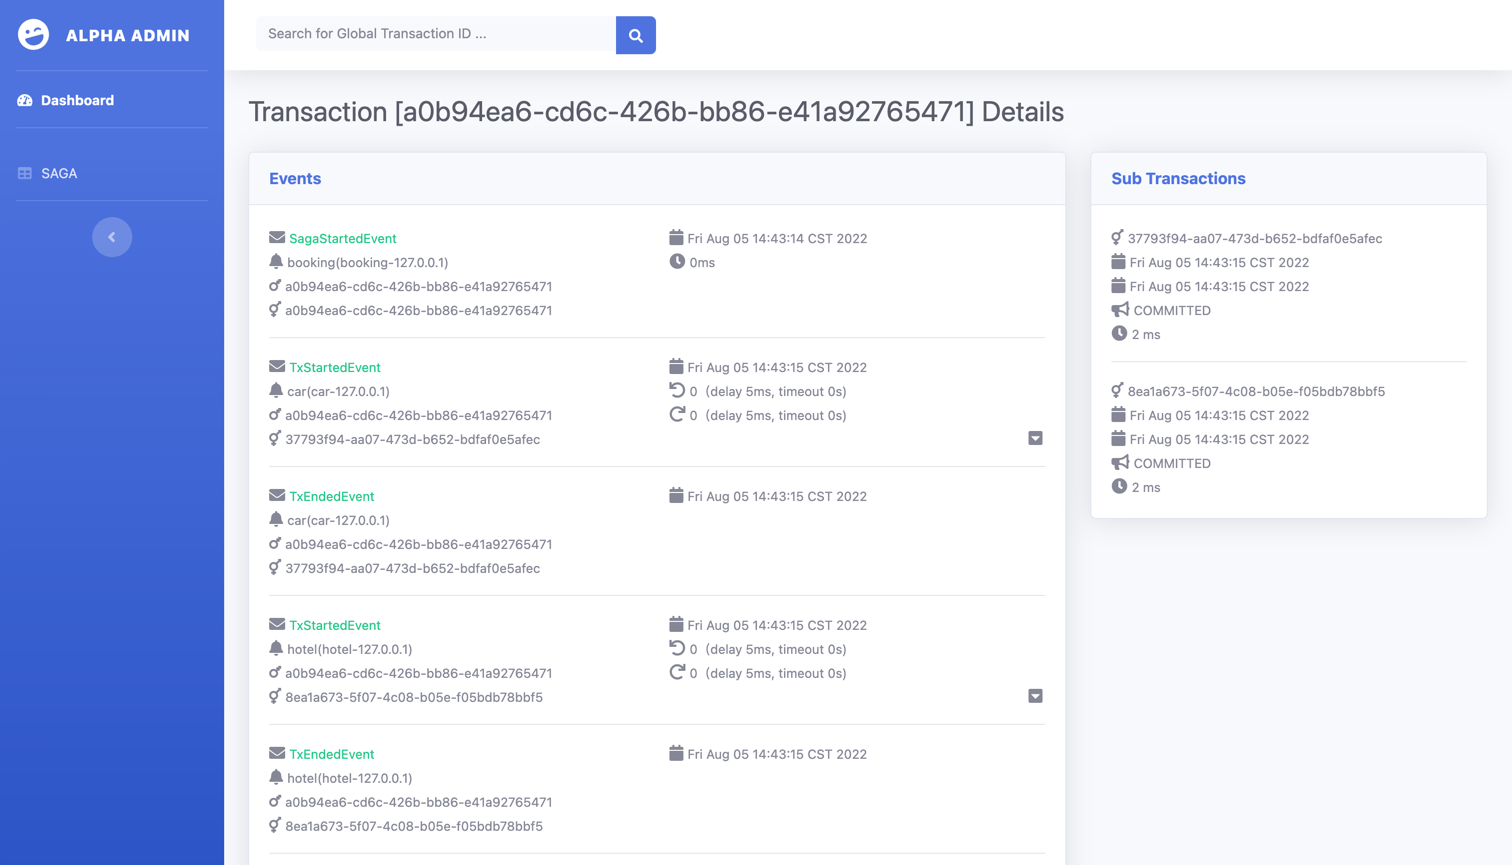 ALPHA ADMIN
Dashboard
SAGA
Search for Global Transaction ID ...
Transaction [a0b94ea6-cd6c-426b-bb86-e41a92765471] Details
Events
SagaStartedEvent
Fri Aug 05 14:43:14 CST 2022
booking(booking-127.0.0.1)
0ms
a0b94ea6-cd6c-426b-bb86-e41a92765471
a0b94ea6-cd6c-426b-bb86-e41a92765471
TxStartedEvent
Fri Aug 05 14:43:15 CST 2022
car(car-127.0.0.1)
0 (delay 5ms, timeout 0s)
a0b94ea6-cd6c-426b-bb86-e41a92765471
0 (delay 5ms, timeout 0s)
37793f94-aa07-473d-b652-bdfaf0e5afec
TxEndedEvent
Fri Aug 05 14:43:15 CST 2022
car(car-127.0.0.1)
a0b94ea6-cd6c-426b-bb86-e41a92765471
37793f94-aa07-473d-b652-bdfaf0e5afec
TxStartedEvent
Fri Aug 05 14:43:15 CST 2022
hotel(hotel-127.0.0.1)
0 (delay 5ms, timeout 0s)
a0b94ea6-cd6c-426b-bb86-e41a92765471
0 (delay 5ms, timeout 0s)
8ea1a673-5f07-4c08-b05e-f05bdb78bbf5
TxEndedEvent
Fri Aug 05 14:43:15 CST 2022
hotel(hotel-127.0.0.1)
a0b94ea6-cd6c-426b-bb86-e41a92765471
8ea1a673-5f07-4c08-b05e-f05bdb78bbf5
Sub Transactions
37793f94-aa07-473d-b652-bdfaf0e5afec
Fri Aug 05 14:43:15 CST 2022
Fri Aug 05 14:43:15 CST 2022
COMMITTED
2 ms
8ea1a673-5f07-4c08-b05e-f05bdb78bbf5
Fri Aug 05 14:43:15 CST 2022
Fri Aug 05 14:43:15 CST 2022
COMMITTED
2 ms